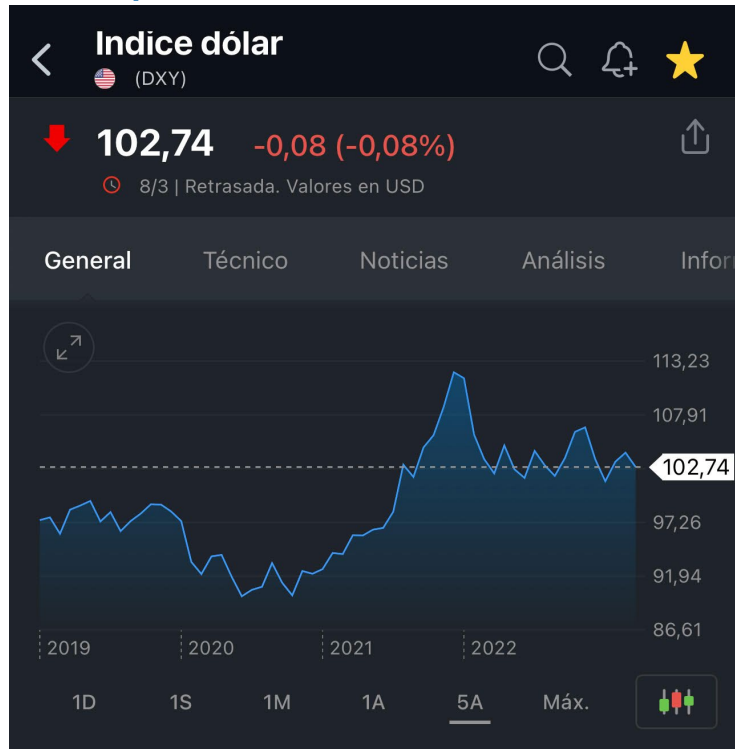 Indice dólar
(DXY)
102,74 -0,08 (-0,08%)
8/3 | Retrasada. Valores en USD
General Técnico Noticias Análisis Infor
113,23
107,91
102,74
97,26
91,94
86,61
2019 2020 2021 2022
1D 1S 1M 1A 5A Máx.